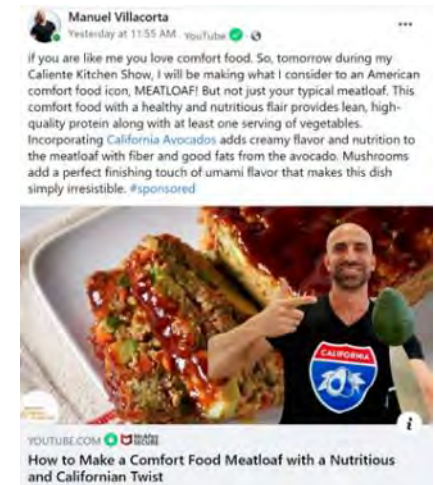 Manuel Villacorta
Yesterday at 11:55 AM · YouTube
if you are like me you love comfort food. So, tomorrow during my
Caliente Kitchen Show, I will be making what I consider to an American
comfort food icon, MEATLOAF! But not just your typical meatloaf. This
comfort food with a healthy and nutritious flair provides lean, high-
quality protein along with at least one serving of vegetables.
Incorporating California Avocados adds creamy flavor and nutrition to
the meatloaf with fiber and good fats from the avocado. Mushrooms
add a perfect finishing touch of umami flavor that makes this dish
simply irresistible. #sponsored
CALIFORNIA
YOUTUBE.COM McAfee SECURE
How to Make a Comfort Food Meatloaf with a Nutritious
and Californian Twist